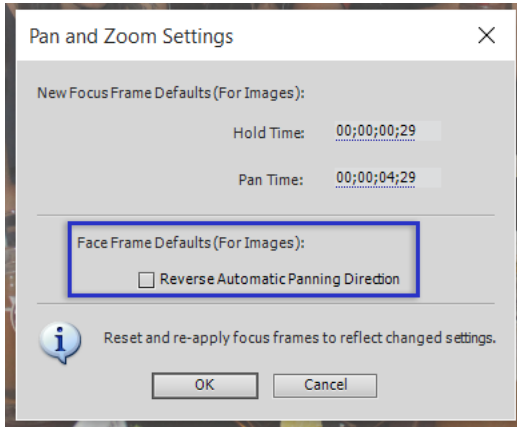 Pan and Zoom Settings
New Focus Frame Defaults (For Images):
Hold Time: 00;00;00;29
Pan Time: 00;00;04;29
Face Frame Defaults (For Images):
Reverse Automatic Panning Direction
Reset and re-apply focus frames to reflect changed settings.
OK Cancel